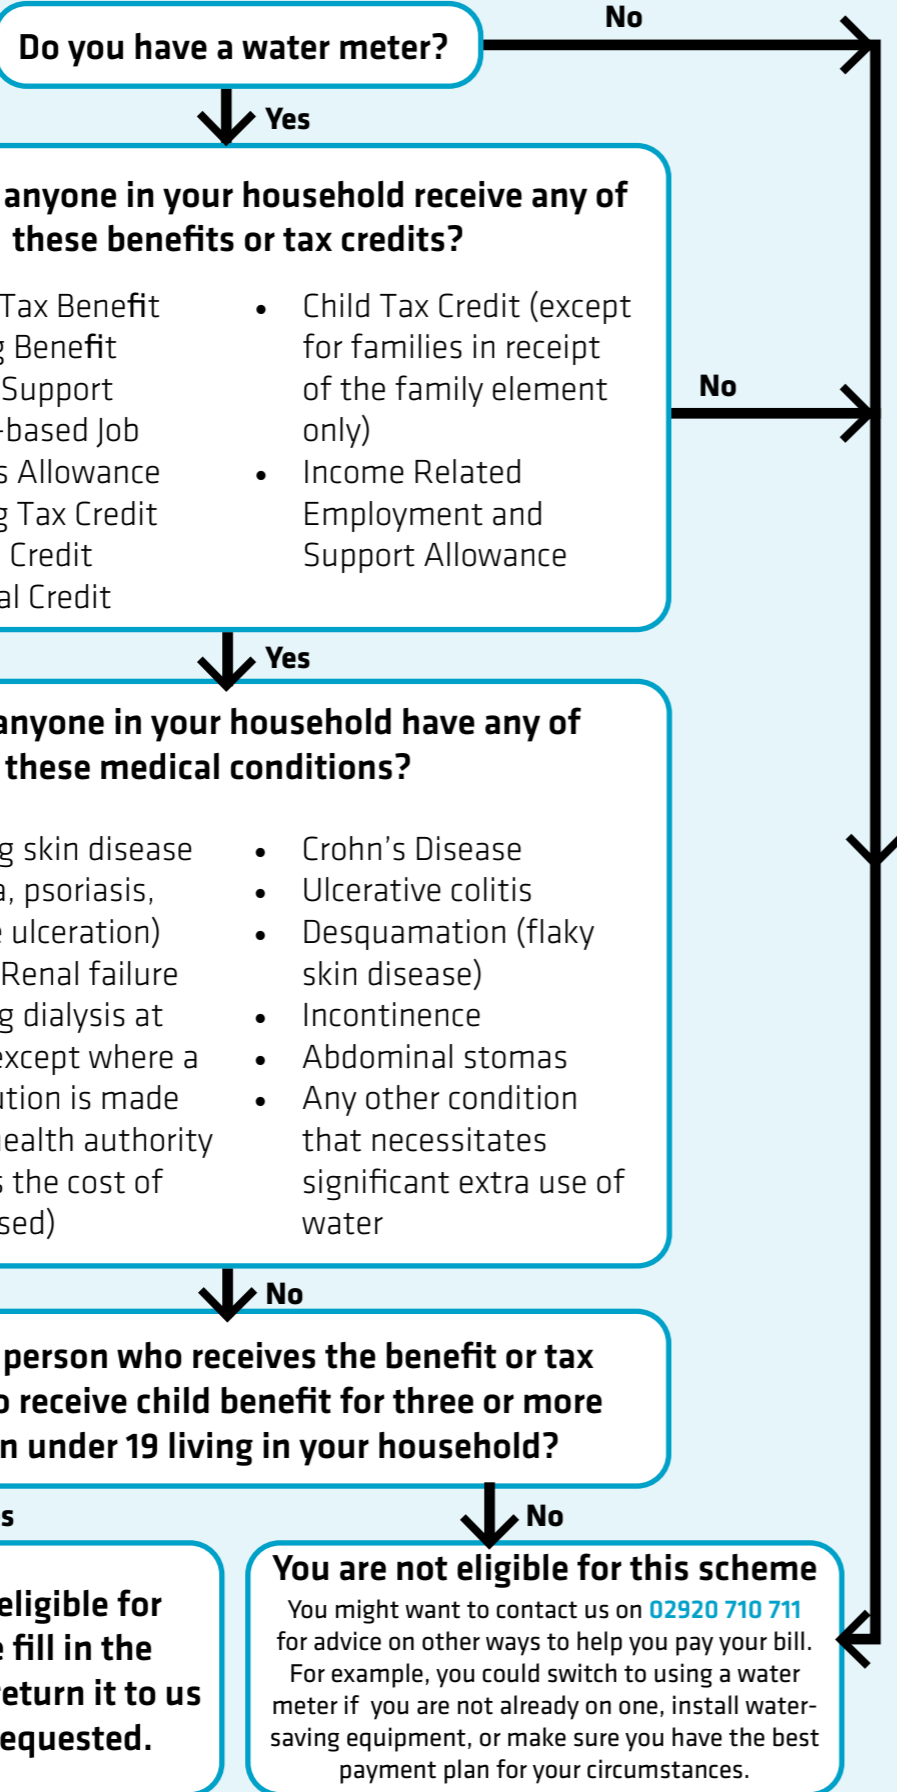 No
Do you have a water meter?
Yes
anyone in your household receive any of
these benefits or tax credits?
Tax Benefit
g Benefit
Support
-based Job
s Allowance
g Tax Credit
Credit
al Credit
• Child Tax Credit (except
for families in receipt
of the family element
only)
• Income Related
Employment and
Support Allowance
No
Yes
anyone in your household have any of
these medical conditions?
g skin disease
a, psoriasis,
e ulceration)
Renal failure
g dialysis at
except where a
ution is made
health authority
s the cost of
sed)
• Crohn's Disease
• Ulcerative colitis
• Desquamation (flaky
skin disease)
• Incontinence
• Abdominal stomas
• Any other condition
that necessitates
significant extra use of
water
No
person who receives the benefit or tax
o receive child benefit for three or more
n under 19 living in your household?
s
No
eligible for
e fill in the
return it to us
equested.
You are not eligible for this scheme
You might want to contact us on 02920 710 711
for advice on other ways to help you pay your bill.
For example, you could switch to using a water
meter if you are not already on one, install water-
saving equipment, or make sure you have the best
payment plan for your circumstances.